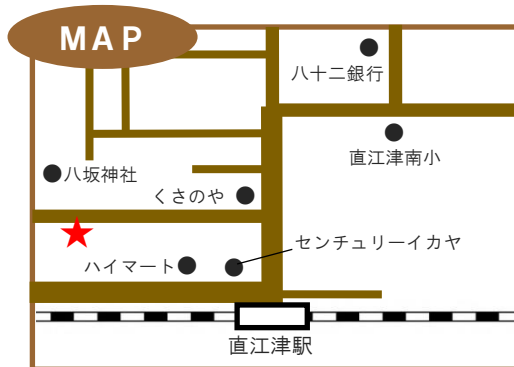 MAP
八十二銀行
直江津南小
八坂神社
くさのや
センチュリーイカヤ
ハイマート
直江津駅